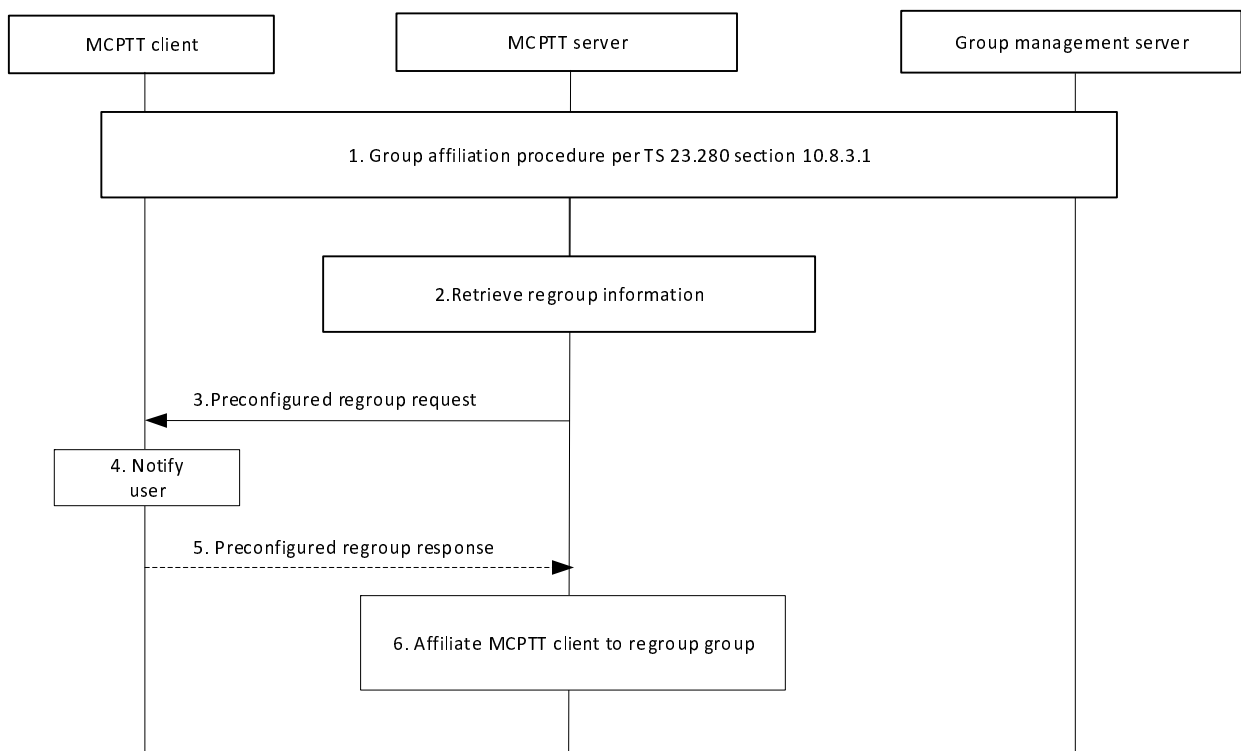 MCPTT client
MCPTT server
Group management server
1. Group affiliation procedure per TS 23.280 section 10.8.3.1
2.Retrieve regroup information
3.Preconfigured regroup request
4. Notify
user
5. Preconfigured regroup response
6. Affiliate MCPTT client to regroup group